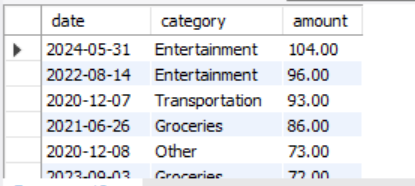 date category amount
2024-05-31 Entertainment 104.00
2022-08-14 Entertainment 96.00
2020-12-07 Transportation 93.00
2021-06-26 Groceries 86.00
2020-12-08 Other 73.00
2023-09-03 Groceries 72.00